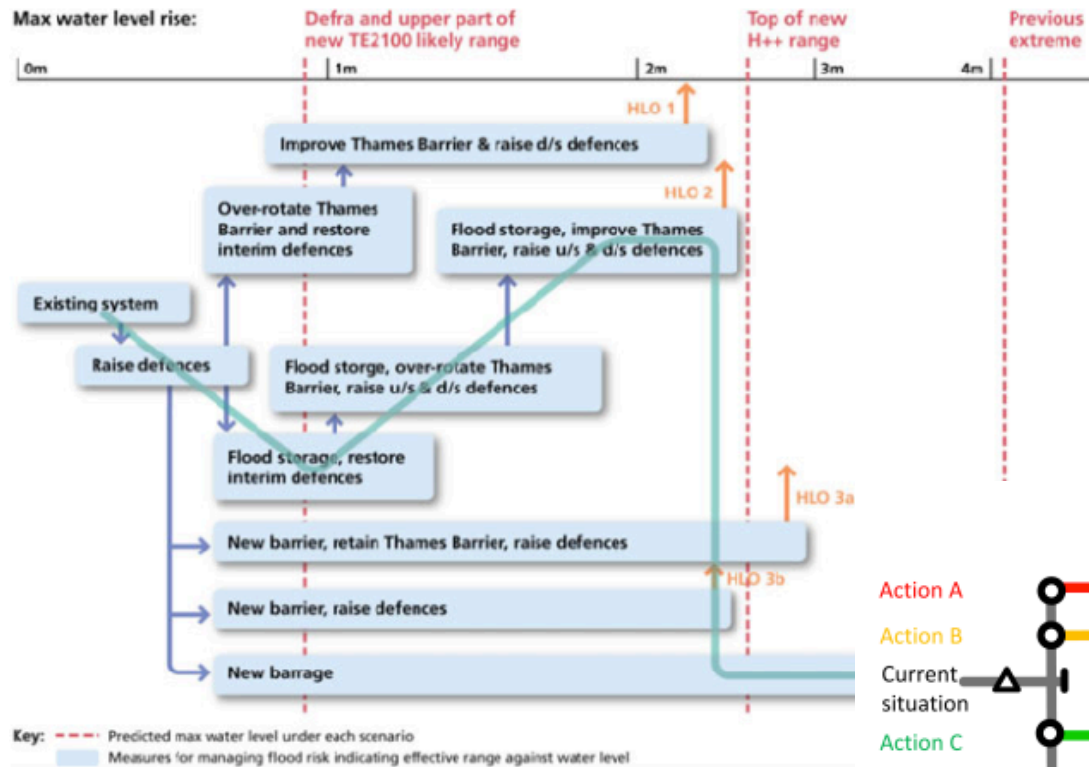 Max water level rise:
Defra and upper part of
new TE2100 likely range
Top of new
H++ range
Previous
extreme
0m
1m
2m
3m
4m
HLO 1
Improve Thames Barrier & raise d/s defences
HLO 2
Over-rotate Thames
Barrier and restore
interim defences
Flood storage, improve Thames
Barrier, raise u/s & d/s defences
Existing system
Raise defences
Flood storge, over-rotate Thames
Barrier, raise u/s & d/s defences
Flood storage, restore
interim defences
HLO 3a
New barrier, retain Thames Barrier, raise defences
HLO 3b
New barrier, raise defences
New barrage
Action A
Action B
Current
situation
Action C
Key:
Predicted max water level under each scenario
Measures for managing flood risk indicating effective range against water level